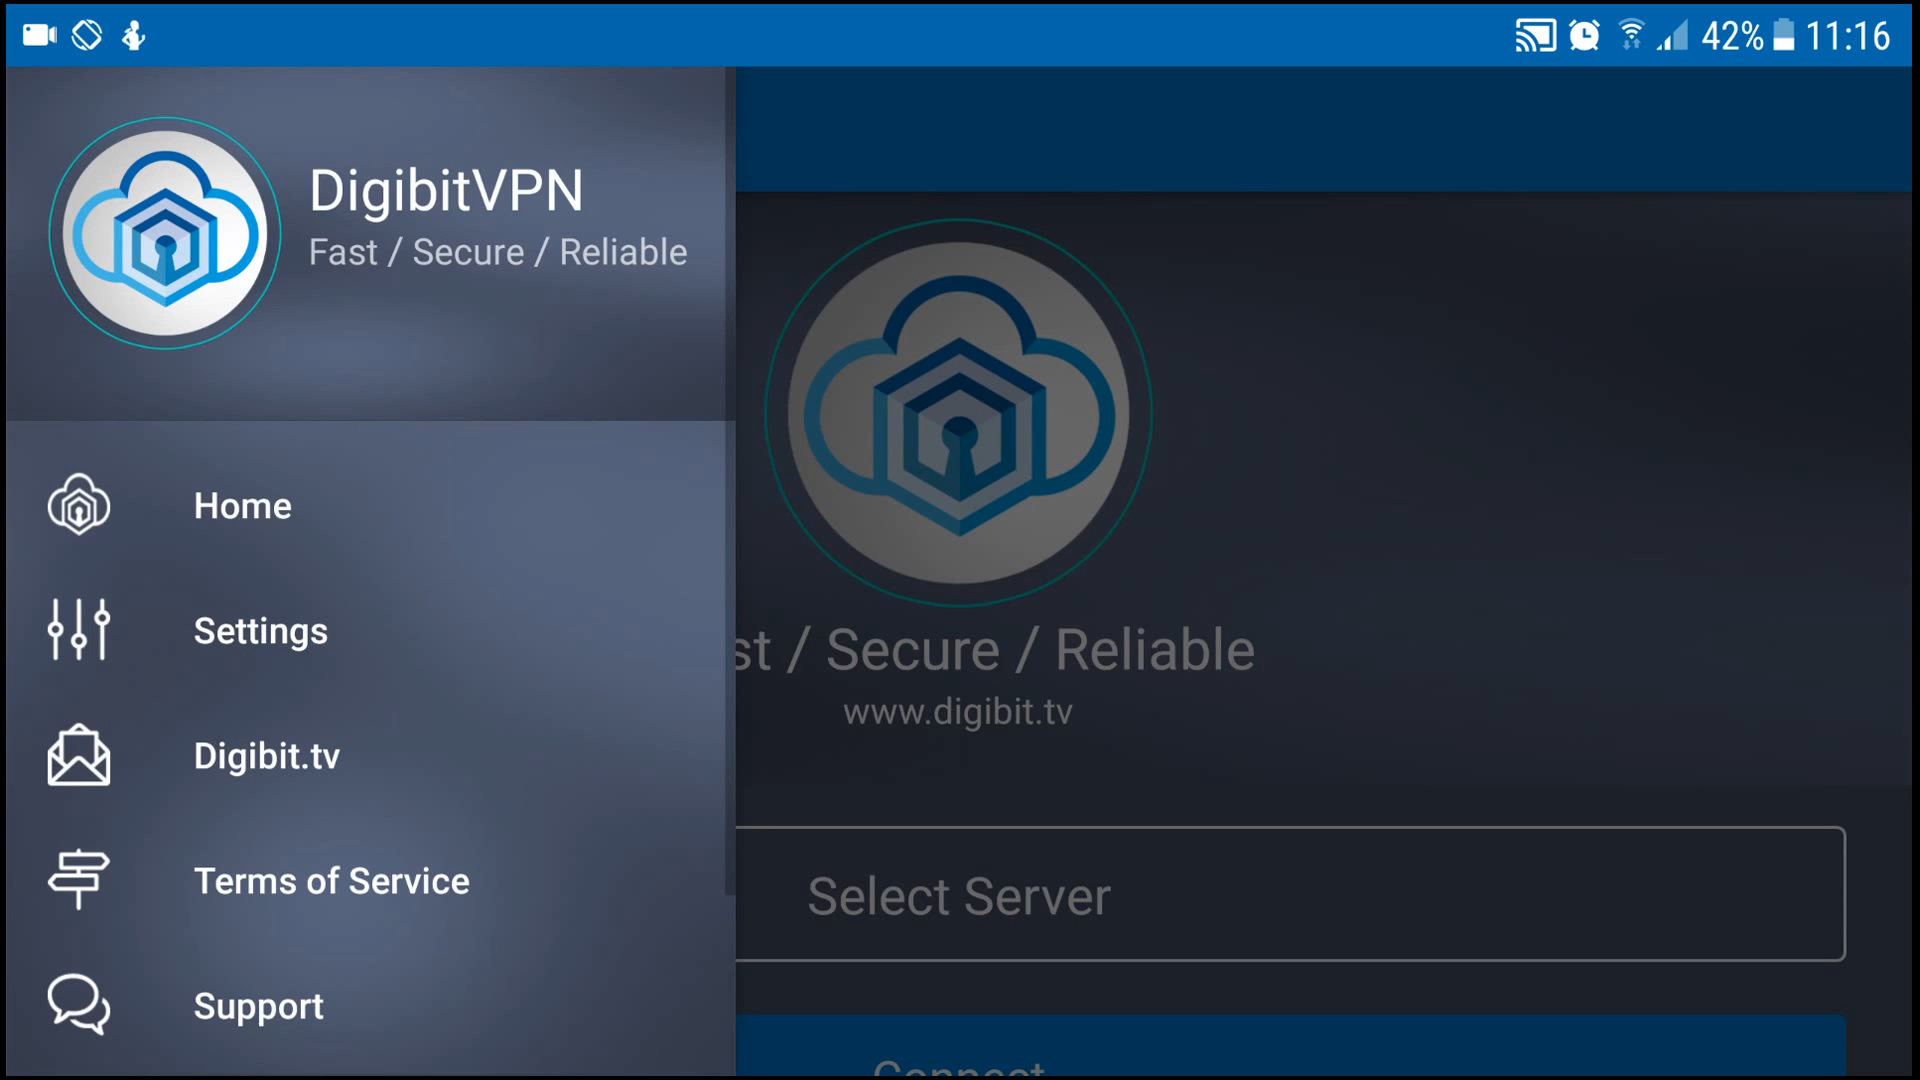 42% 11:16
DigibitVPN
Fast / Secure / Reliable
Home
Settings
Digibit.tv
Terms of Service
Support
st / Secure / Reliable
www.digibit.tv
Select Server
Connect